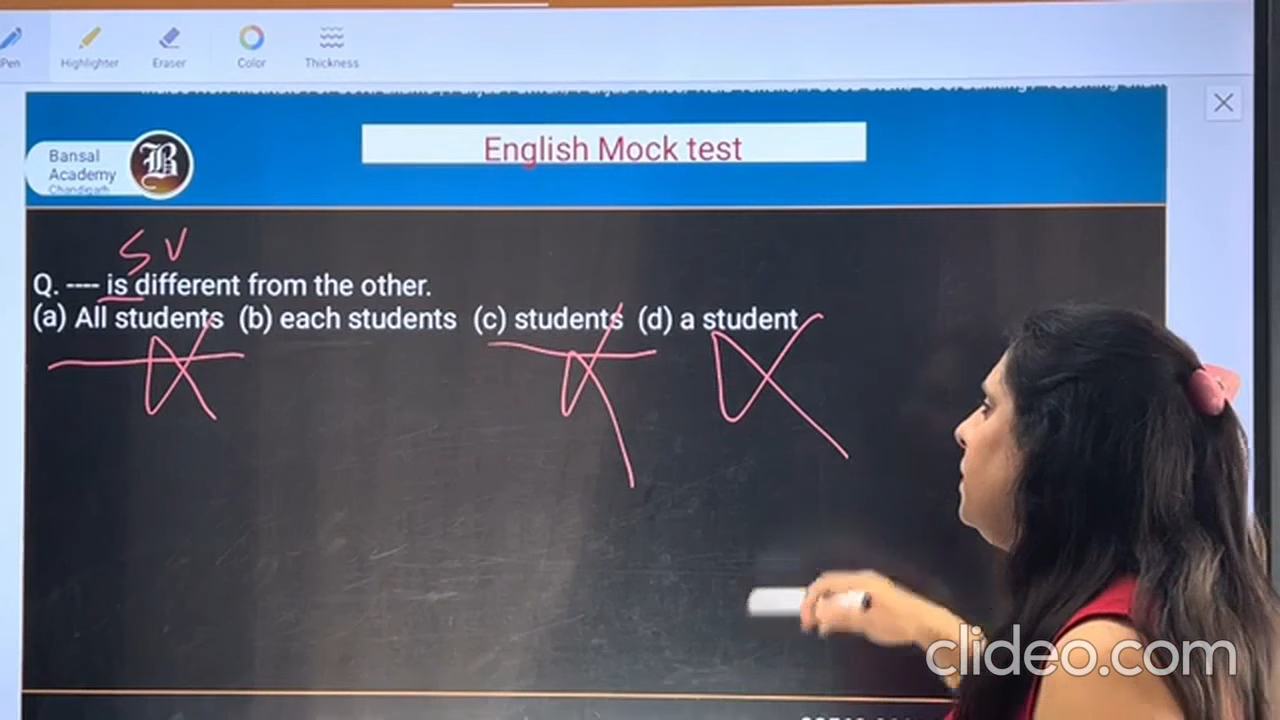 Pen Highlighter Eraser Color Thickness
Bansal
Academy
Chandigarh
B
English Mock test
S V
Q. ---- is different from the other.
(a) All students (b) each students (c) students (d) a student
clideo.com